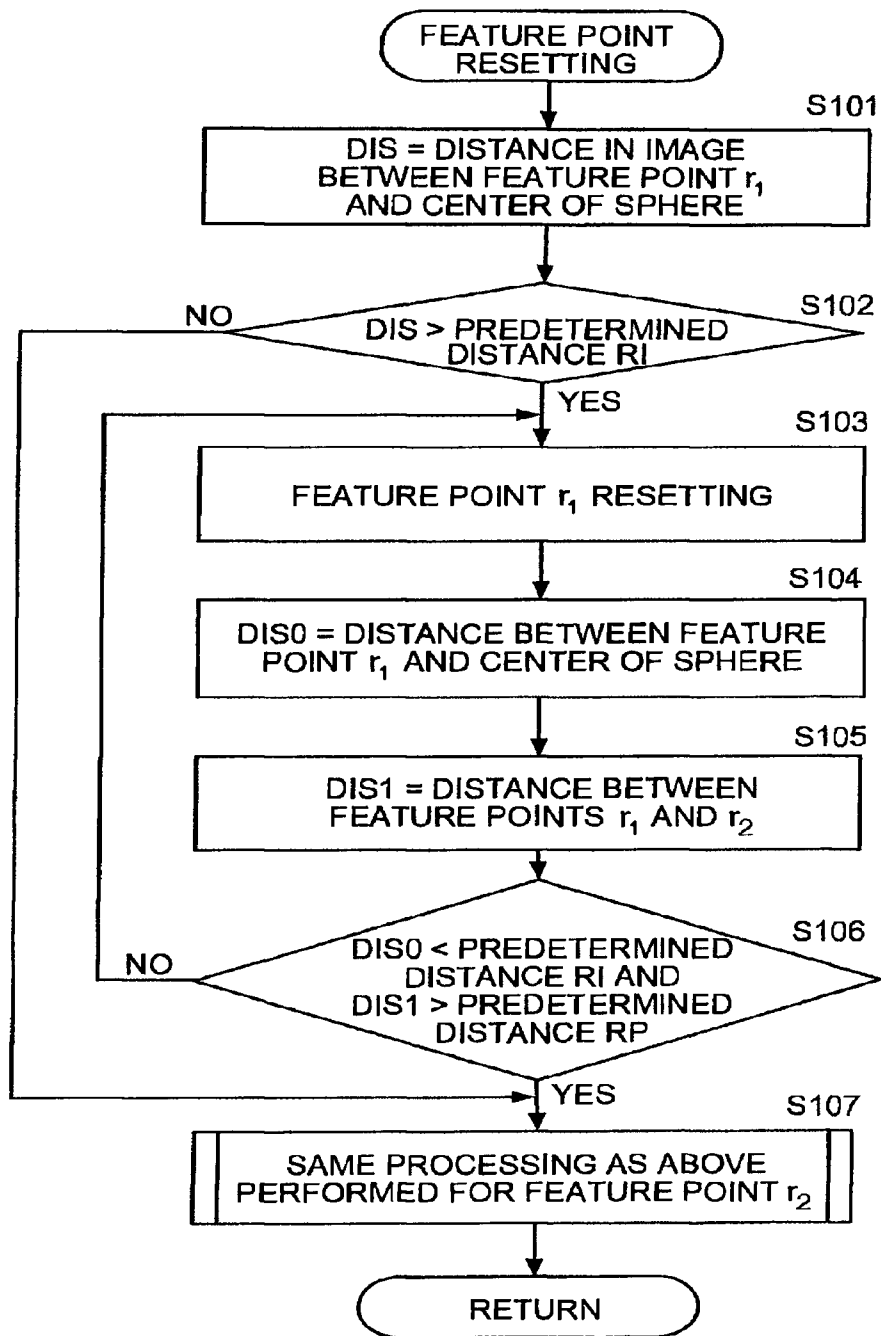 FEATURE POINT
RESETTING
S101
DIS = DISTANCE IN IMAGE
BETWEEN FEATURE POINT r₁
AND CENTER OF SPHERE
S102
NO
DIS > PREDETERMINED
DISTANCE RI
YES
S103
FEATURE POINT r₁ RESETTING
S104
DIS0 = DISTANCE BETWEEN FEATURE
POINT r₁ AND CENTER OF SPHERE
S105
DIS1 = DISTANCE BETWEEN
FEATURE POINTS r₁ AND r₂
S106
NO
DIS0 < PREDETERMINED
DISTANCE RI AND
DIS1 > PREDETERMINED
DISTANCE RP
YES
S107
SAME PROCESSING AS ABOVE
PERFORMED FOR FEATURE POINT r₂
RETURN